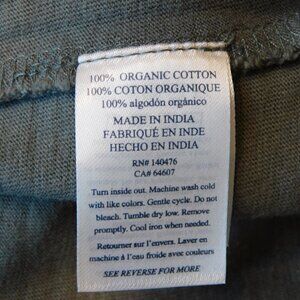 100% ORGANIC COTTON
100% COTON ORGANIQUE
100% algodón orgánico
MADE IN INDIA
FABRIQUÉ EN INDE
HECHO EN INDIA
RN# 140476
CA# 64607
Turn inside out. Machine wash cold
with like colors. Gentle cycle. Do not
bleach. Tumble dry low. Remove
promptly. Cool iron when needed.
Retourner sur l'envers. Laver en
machine à l'eau froide avec couleurs
SEE REVERSE FOR MORE